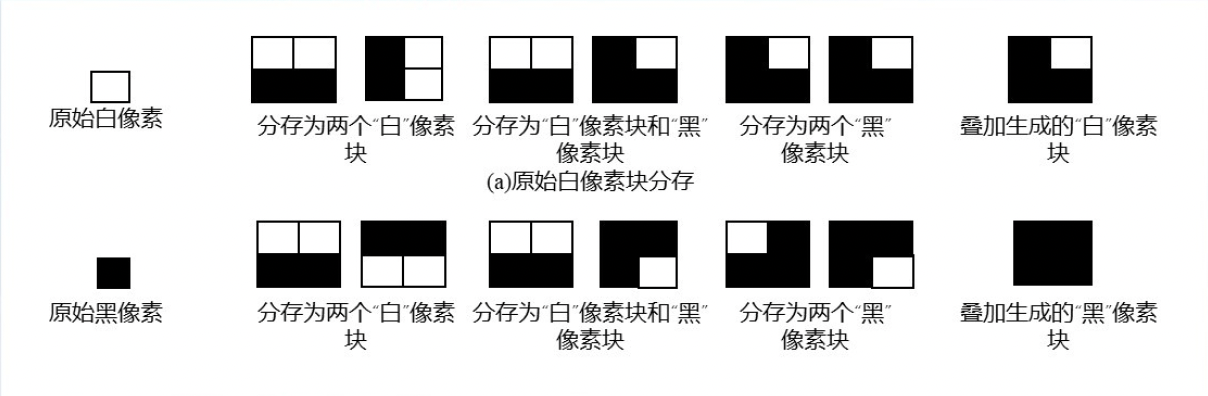 原始白像素
分存为两个“白”像素
块
分存为“白”像素块和“黑”
像素块
分存为两个“黑”
像素块
叠加生成的“白”像素
块
(a)原始白像素块分存
原始黑像素
分存为两个“白”像素
块
分存为“白”像素块和“黑”
像素块
分存为两个“黑”
像素块
叠加生成的“黑”像素
块